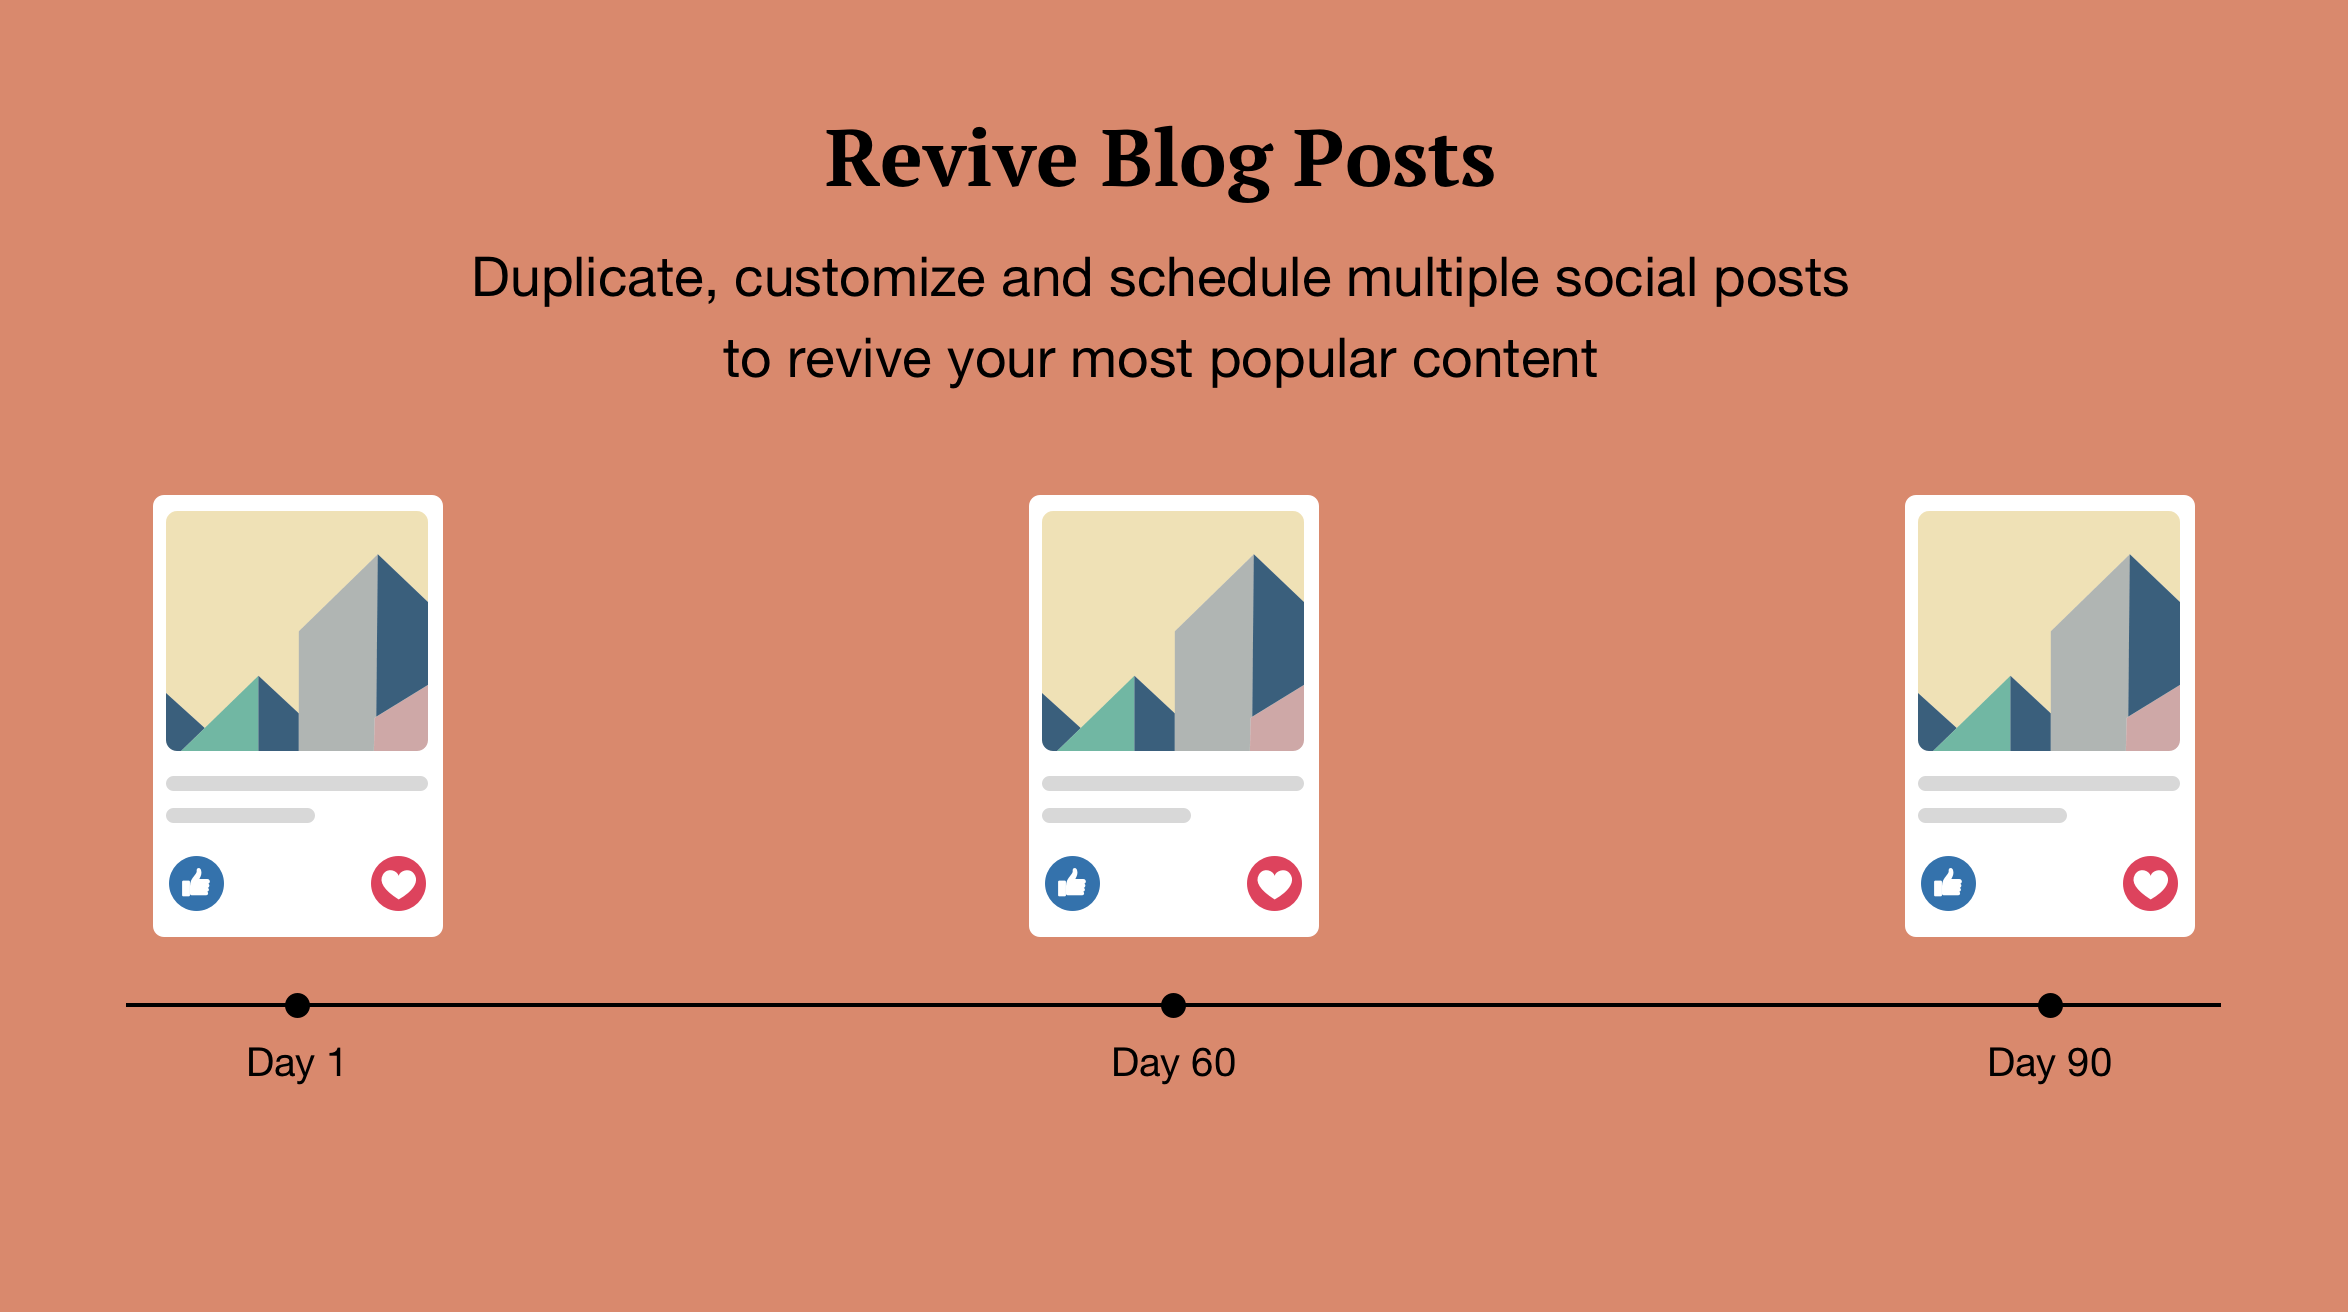 Revive Blog Posts
Duplicate, customize and schedule multiple social posts
to revive your most popular content
Day 1
Day 60
Day 90